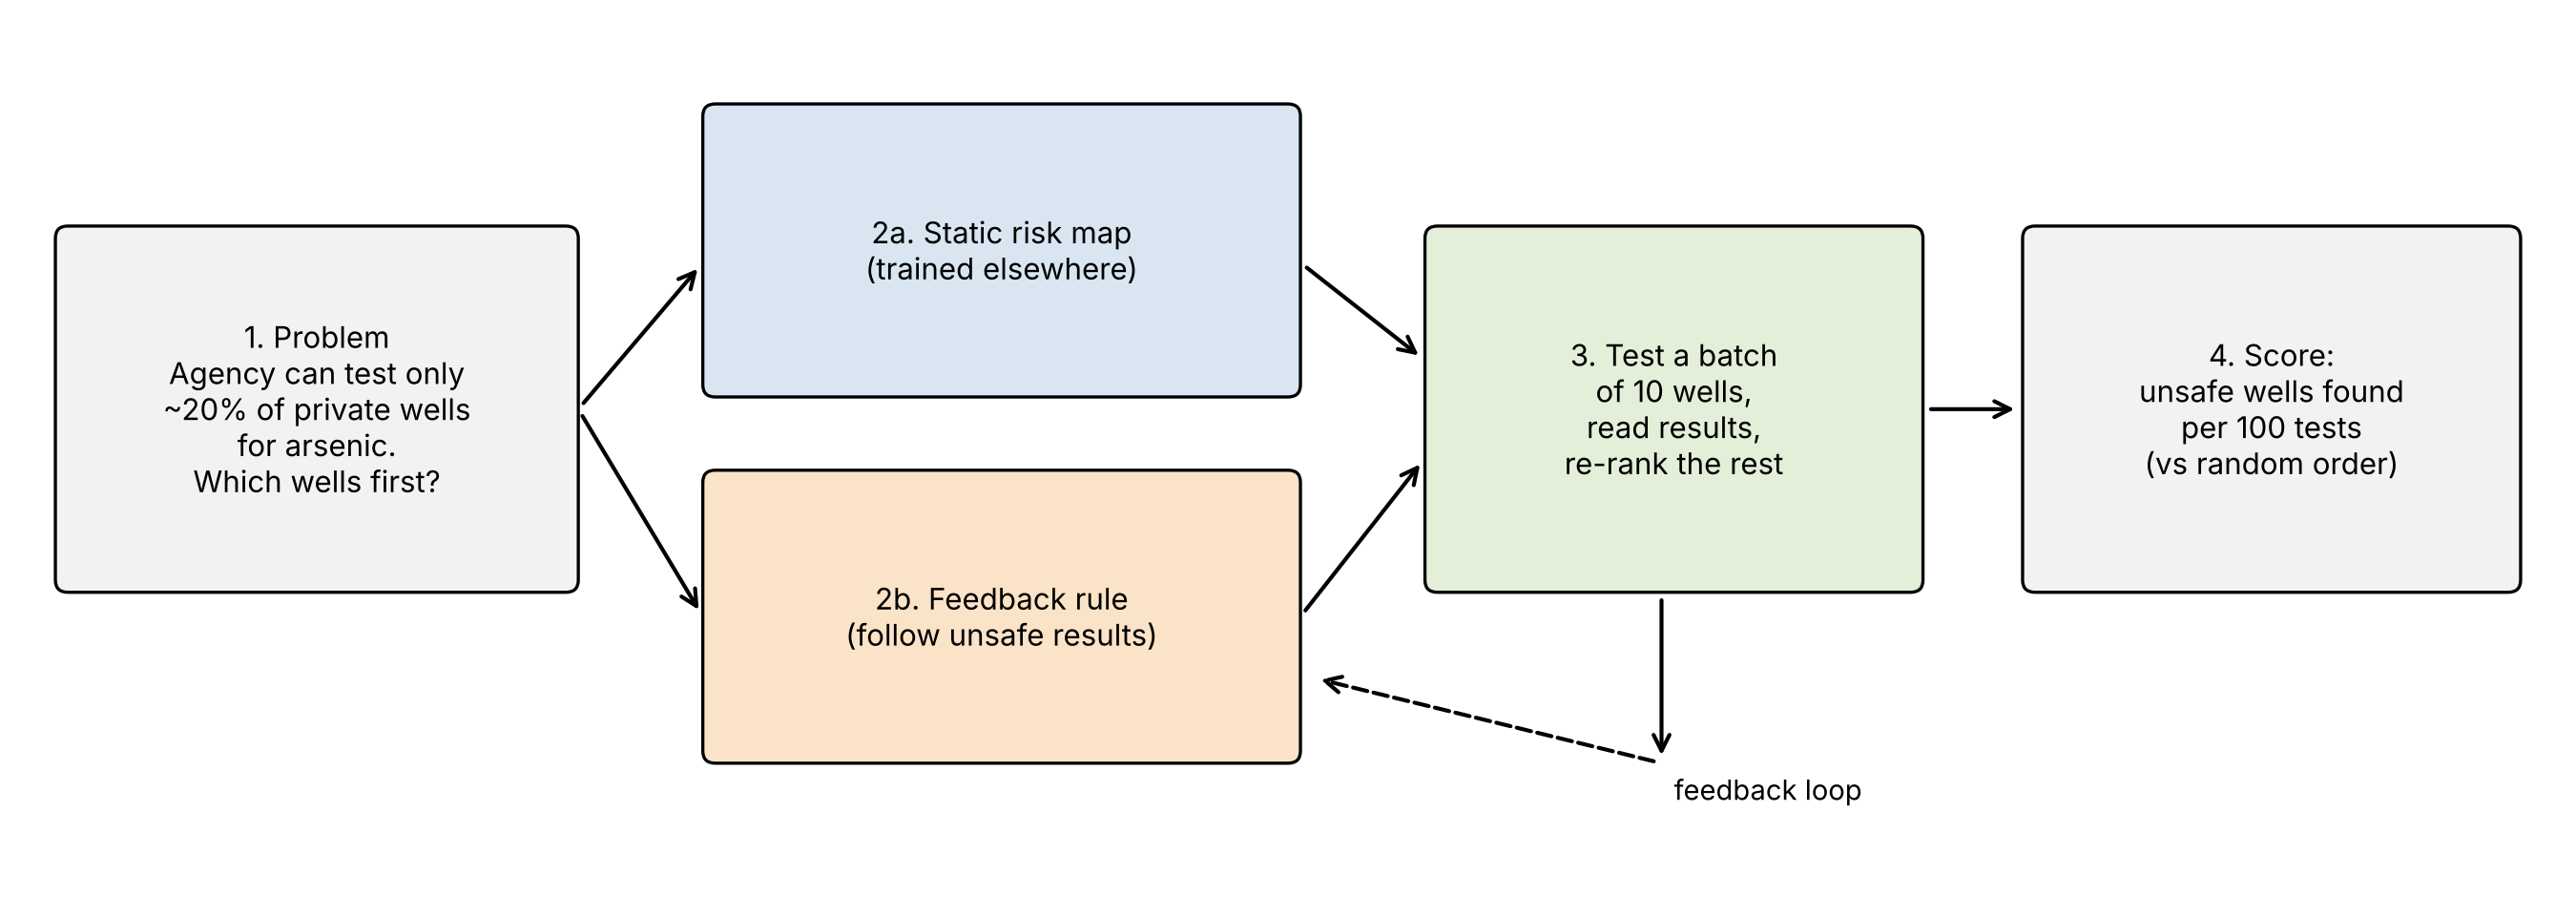 1. Problem
Agency can test only
~20% of private wells
for arsenic.
Which wells first?
2a. Static risk map
(trained elsewhere)
2b. Feedback rule
(follow unsafe results)
3. Test a batch
of 10 wells,
read results,
re-rank the rest
4. Score:
unsafe wells found
per 100 tests
(vs random order)
feedback loop